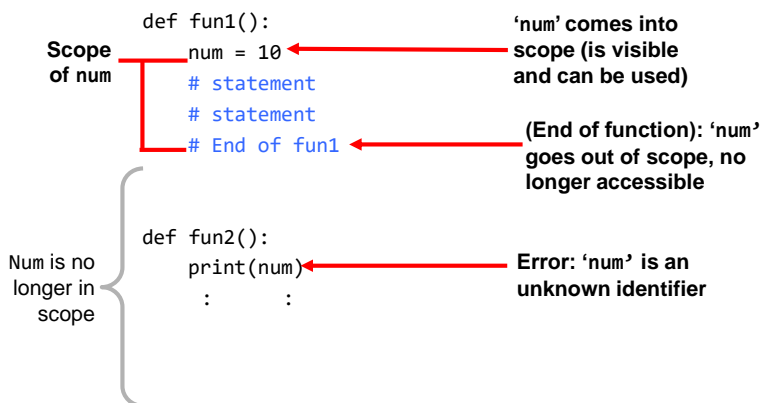 def fun1():
num = 10
# statement
# statement
# End of fun1
Scope
of num
‘num’ comes into
scope (is visible
and can be used)
(End of function): ‘num’
goes out of scope, no
longer accessible
def fun2():
print(num)
: :
Num is no
longer in
scope
Error: ‘num’ is an
unknown identifier